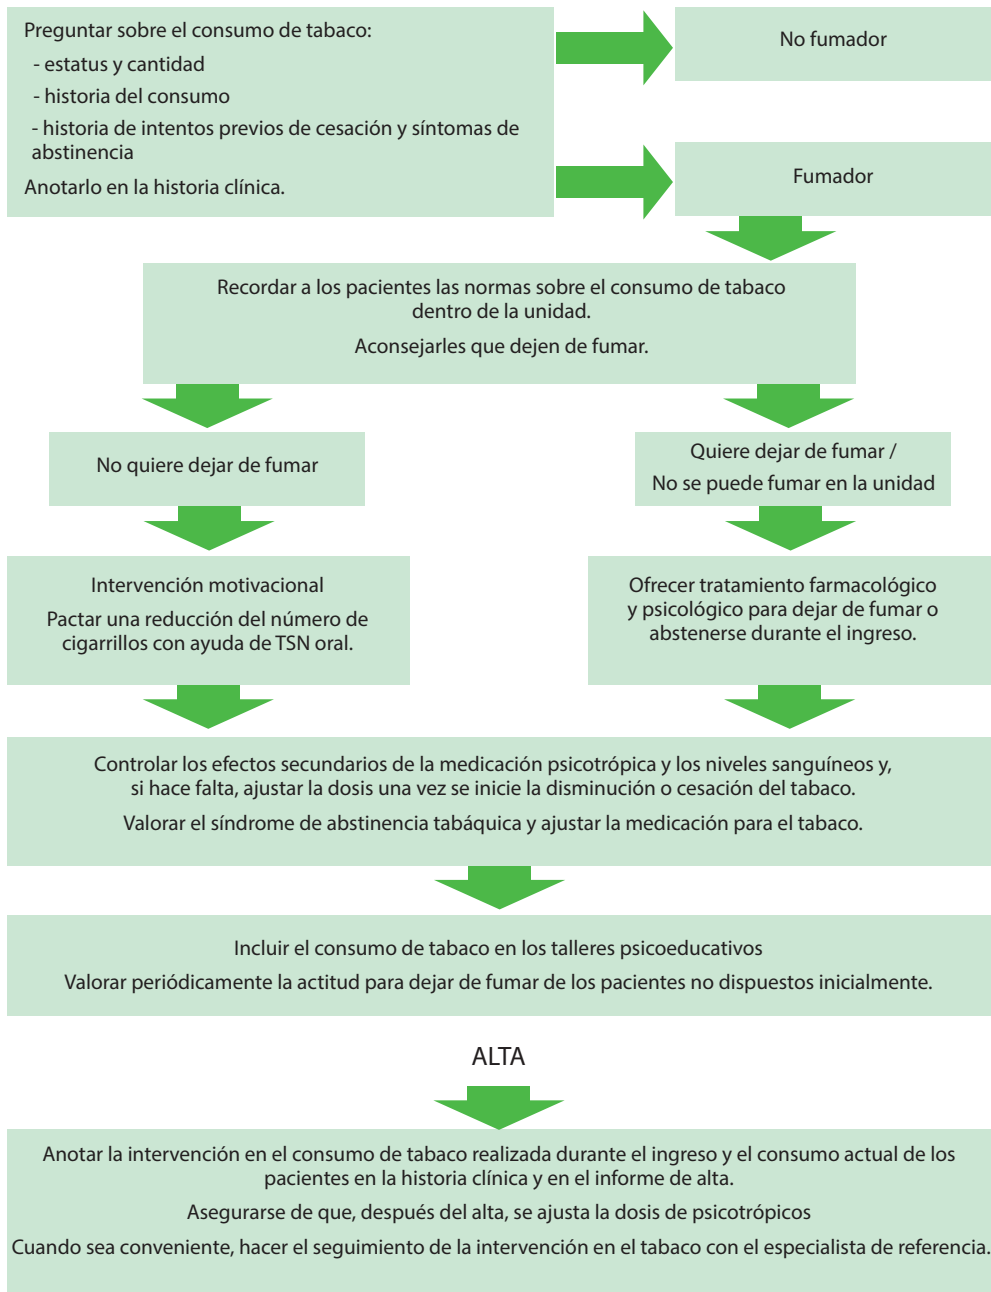 Preguntar sobre el consumo de tabaco:
- estatus y cantidad
- historia del consumo
- historia de intentos previos de cesación y síntomas de
abstinencia
Anotarlo en la historia clínica.
No fumador
Fumador
Recordar a los pacientes las normas sobre el consumo de tabaco
dentro de la unidad.
Aconsejarles que dejen de fumar.
No quiere dejar de fumar
Quiere dejar de fumar /
No se puede fumar en la unidad
Intervención motivacional
Pactar una reducción del número de
cigarrillos con ayuda de TSN oral.
Ofrecer tratamiento farmacológico
y psicológico para dejar de fumar o
abstenerse durante el ingreso.
Controlar los efectos secundarios de la medicación psicotrópica y los niveles sanguíneos y,
si hace falta, ajustar la dosis una vez se inicie la disminución o cesación del tabaco.
Valorar el síndrome de abstinencia tabáquica y ajustar la medicación para el tabaco.
Incluir el consumo de tabaco en los talleres psicoeducativos
Valorar periódicamente la actitud para dejar de fumar de los pacientes no dispuestos inicialmente.
ALTA
Anotar la intervención en el consumo de tabaco realizada durante el ingreso y el consumo actual de los
pacientes en la historia clínica y en el informe de alta.
Asegurarse de que, después del alta, se ajusta la dosis de psicotrópicos
Cuando sea conveniente, hacer el seguimiento de la intervención en el tabaco con el especialista de referencia.